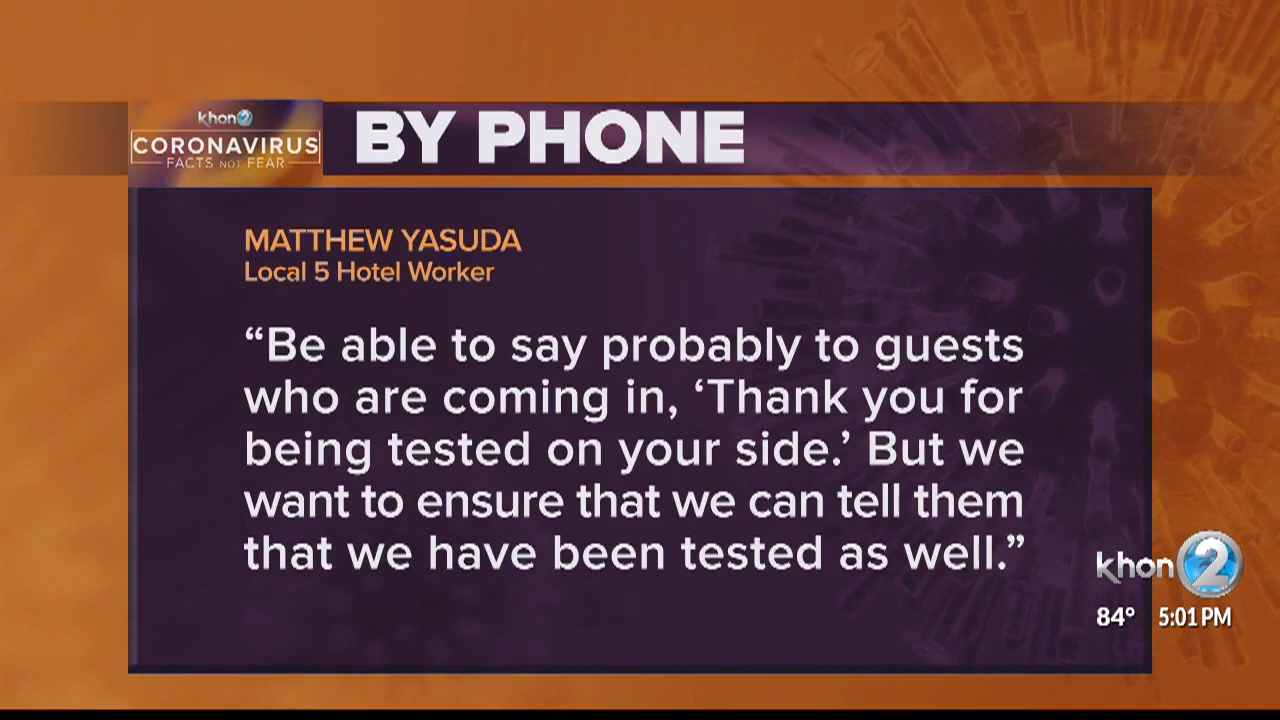 khon2
CORONAVIRUS
FACTS NOT FEAR
BY PHONE
MATTHEW YASUDA
Local 5 Hotel Worker
“Be able to say probably to guests
who are coming in, ‘Thank you for
being tested on your side.’ But we
want to ensure that we can tell them
that we have been tested as well.”
khon2
84° 5:01 PM